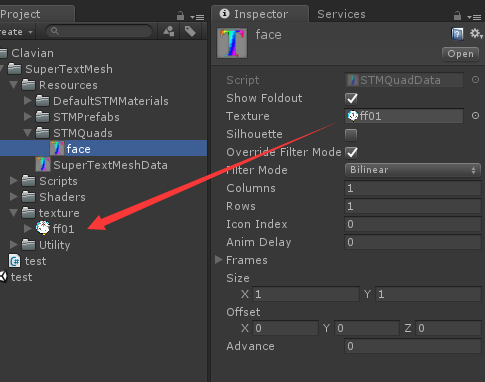 Project
reate
Clavian
SuperTextMesh
Resources
DefaultSTMMaterials
STMPrefabs
STMQuads
face
SuperTextMeshData
Scripts
Shaders
texture
ff01
Utility
test
test
Inspector
Services
face
Open
Script
STMQuadData
Show Foldout
Texture
ff01
Silhouette
Override Filter Mode
Filter Mode
Bilinear
Columns
1
Rows
1
Icon Index
0
Anim Delay
0
Frames
Size
X 1 Y 1
Offset
X 0 Y 0 Z 0
Advance
0